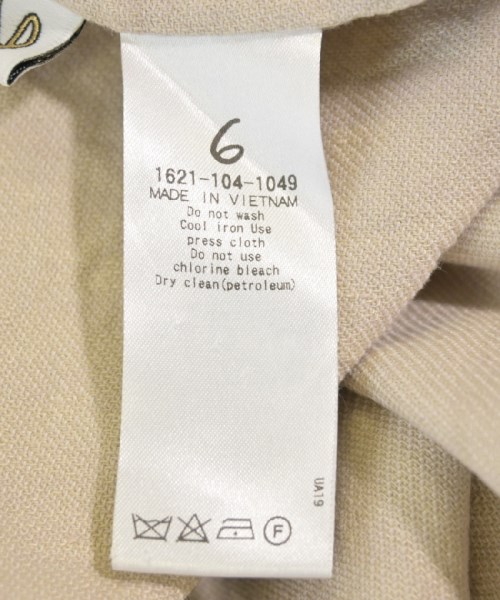 6
1621-104-1049
MADE IN VIETNAM
Do not wash
Cool iron Use
press cloth
Do not use
chlorine bleach
Dry clean(petroleum)
UA19
F